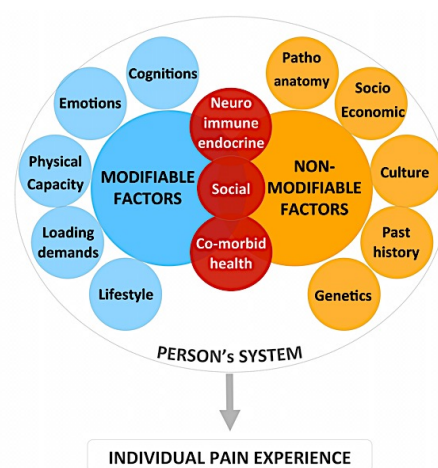 Cognitions
Emotions
Physical
Capacity
Loading
demands
Lifestyle
MODIFIABLE
FACTORS
Neuro
immune
endocrine
Social
Co-morbid
health
NON-
MODIFIABLE
FACTORS
Patho
anatomy
Socio
Economic
Culture
Past
history
Genetics
PERSON's SYSTEM
INDIVIDUAL PAIN EXPERIENCE